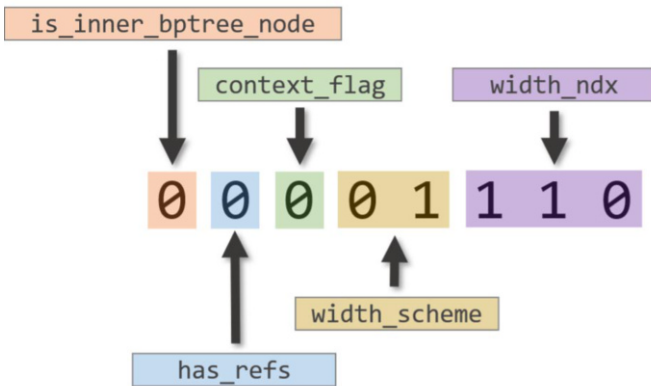 is_inner_bptree_node
context_flag
width_ndx
0 0 0 0 1 1 1 0
width_scheme
has_refs